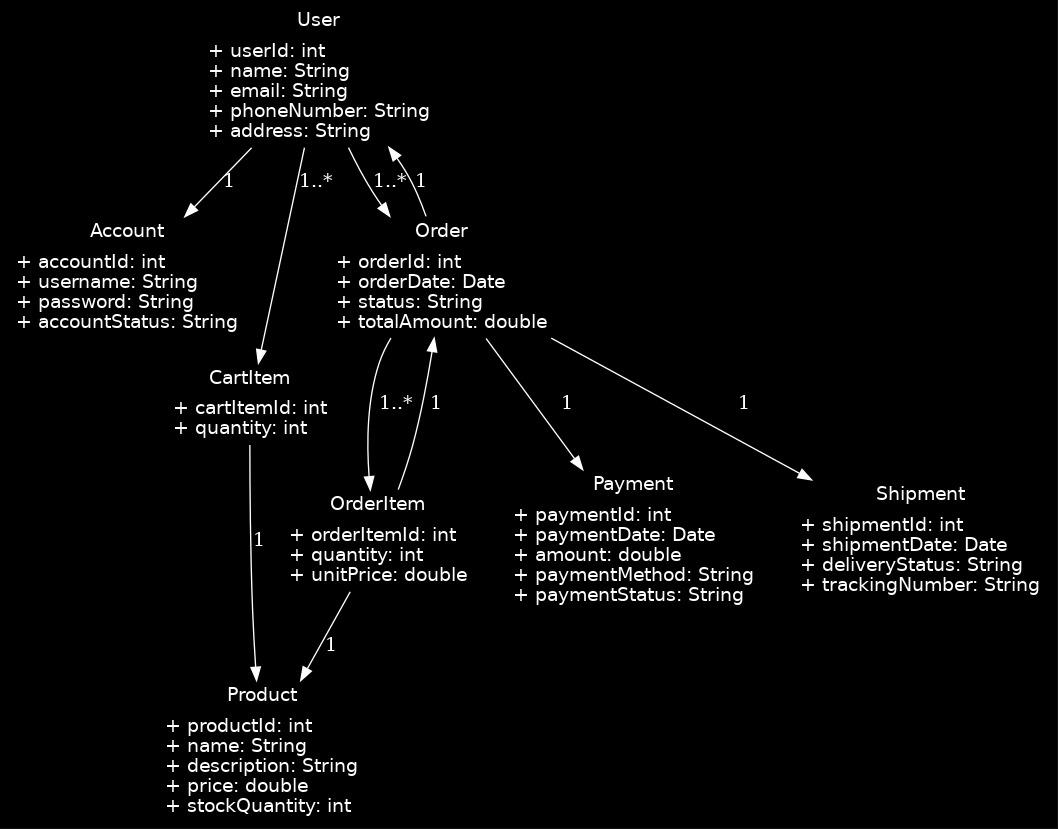 User
+ userId: int
+ name: String
+ email: String
+ phoneNumber: String
+ address: String
1
1..*
1..*
1
Account
+ accountId: int
+ username: String
+ password: String
+ accountStatus: String
Order
+ orderId: int
+ orderDate: Date
+ status: String
+ totalAmount: double
CartItem
+ cartItemId: int
+ quantity: int
1..*
1
1
1
OrderItem
+ orderItemId: int
+ quantity: int
+ unitPrice: double
Payment
+ paymentId: int
+ paymentDate: Date
+ amount: double
+ paymentMethod: String
+ paymentStatus: String
Shipment
+ shipmentId: int
+ shipmentDate: Date
+ deliveryStatus: String
+ trackingNumber: String
1
1
Product
+ productId: int
+ name: String
+ description: String
+ price: double
+ stockQuantity: int